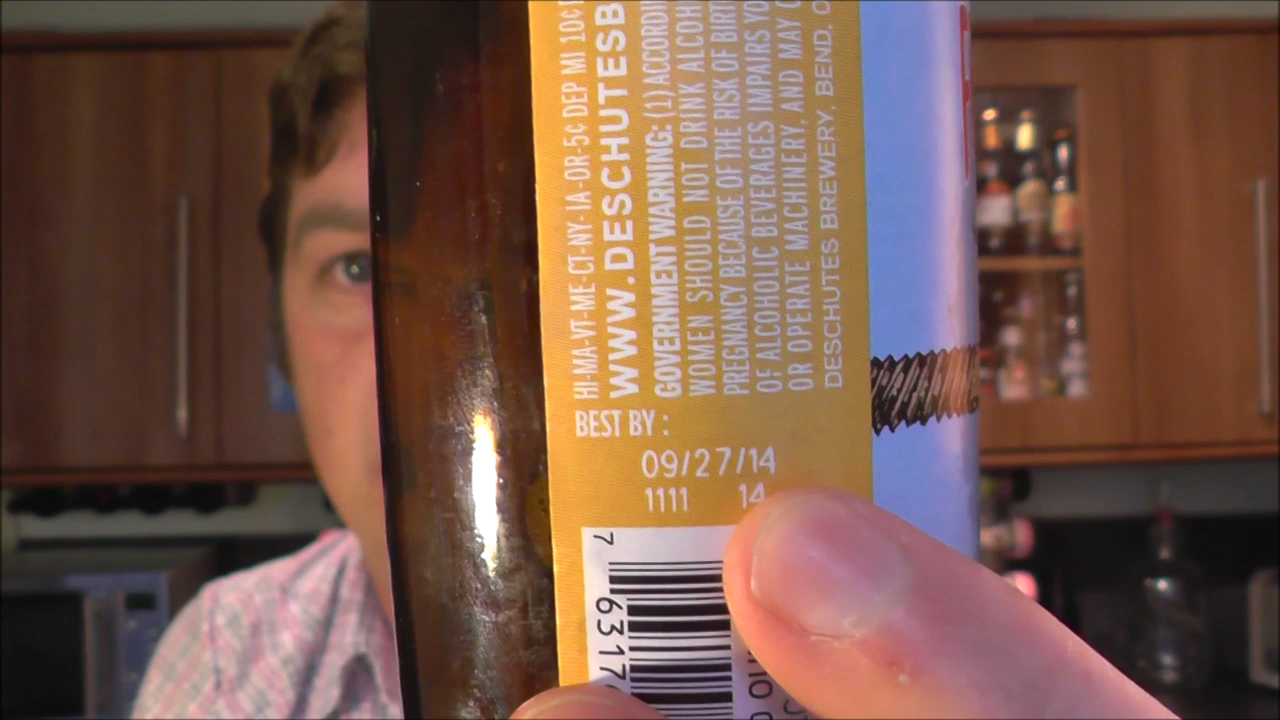 HI-MA-VT-ME-CT-NY-IA-OR-5¢ DEP MI 10¢
WWW.DESCHUTESB
GOVERNMENT WARNING: (1) ACCORDIN
WOMEN SHOULD NOT DRINK ALCOH
PREGNANCY BECAUSE OF THE RISK OF BIRT
OF ALCOHOLIC BEVERAGES IMPAIRS YO
OR OPERATE MACHINERY, AND MAY C
DESCHUTES BREWERY, BEND, O
BEST BY :
09/27/14
1111 14
7 6317